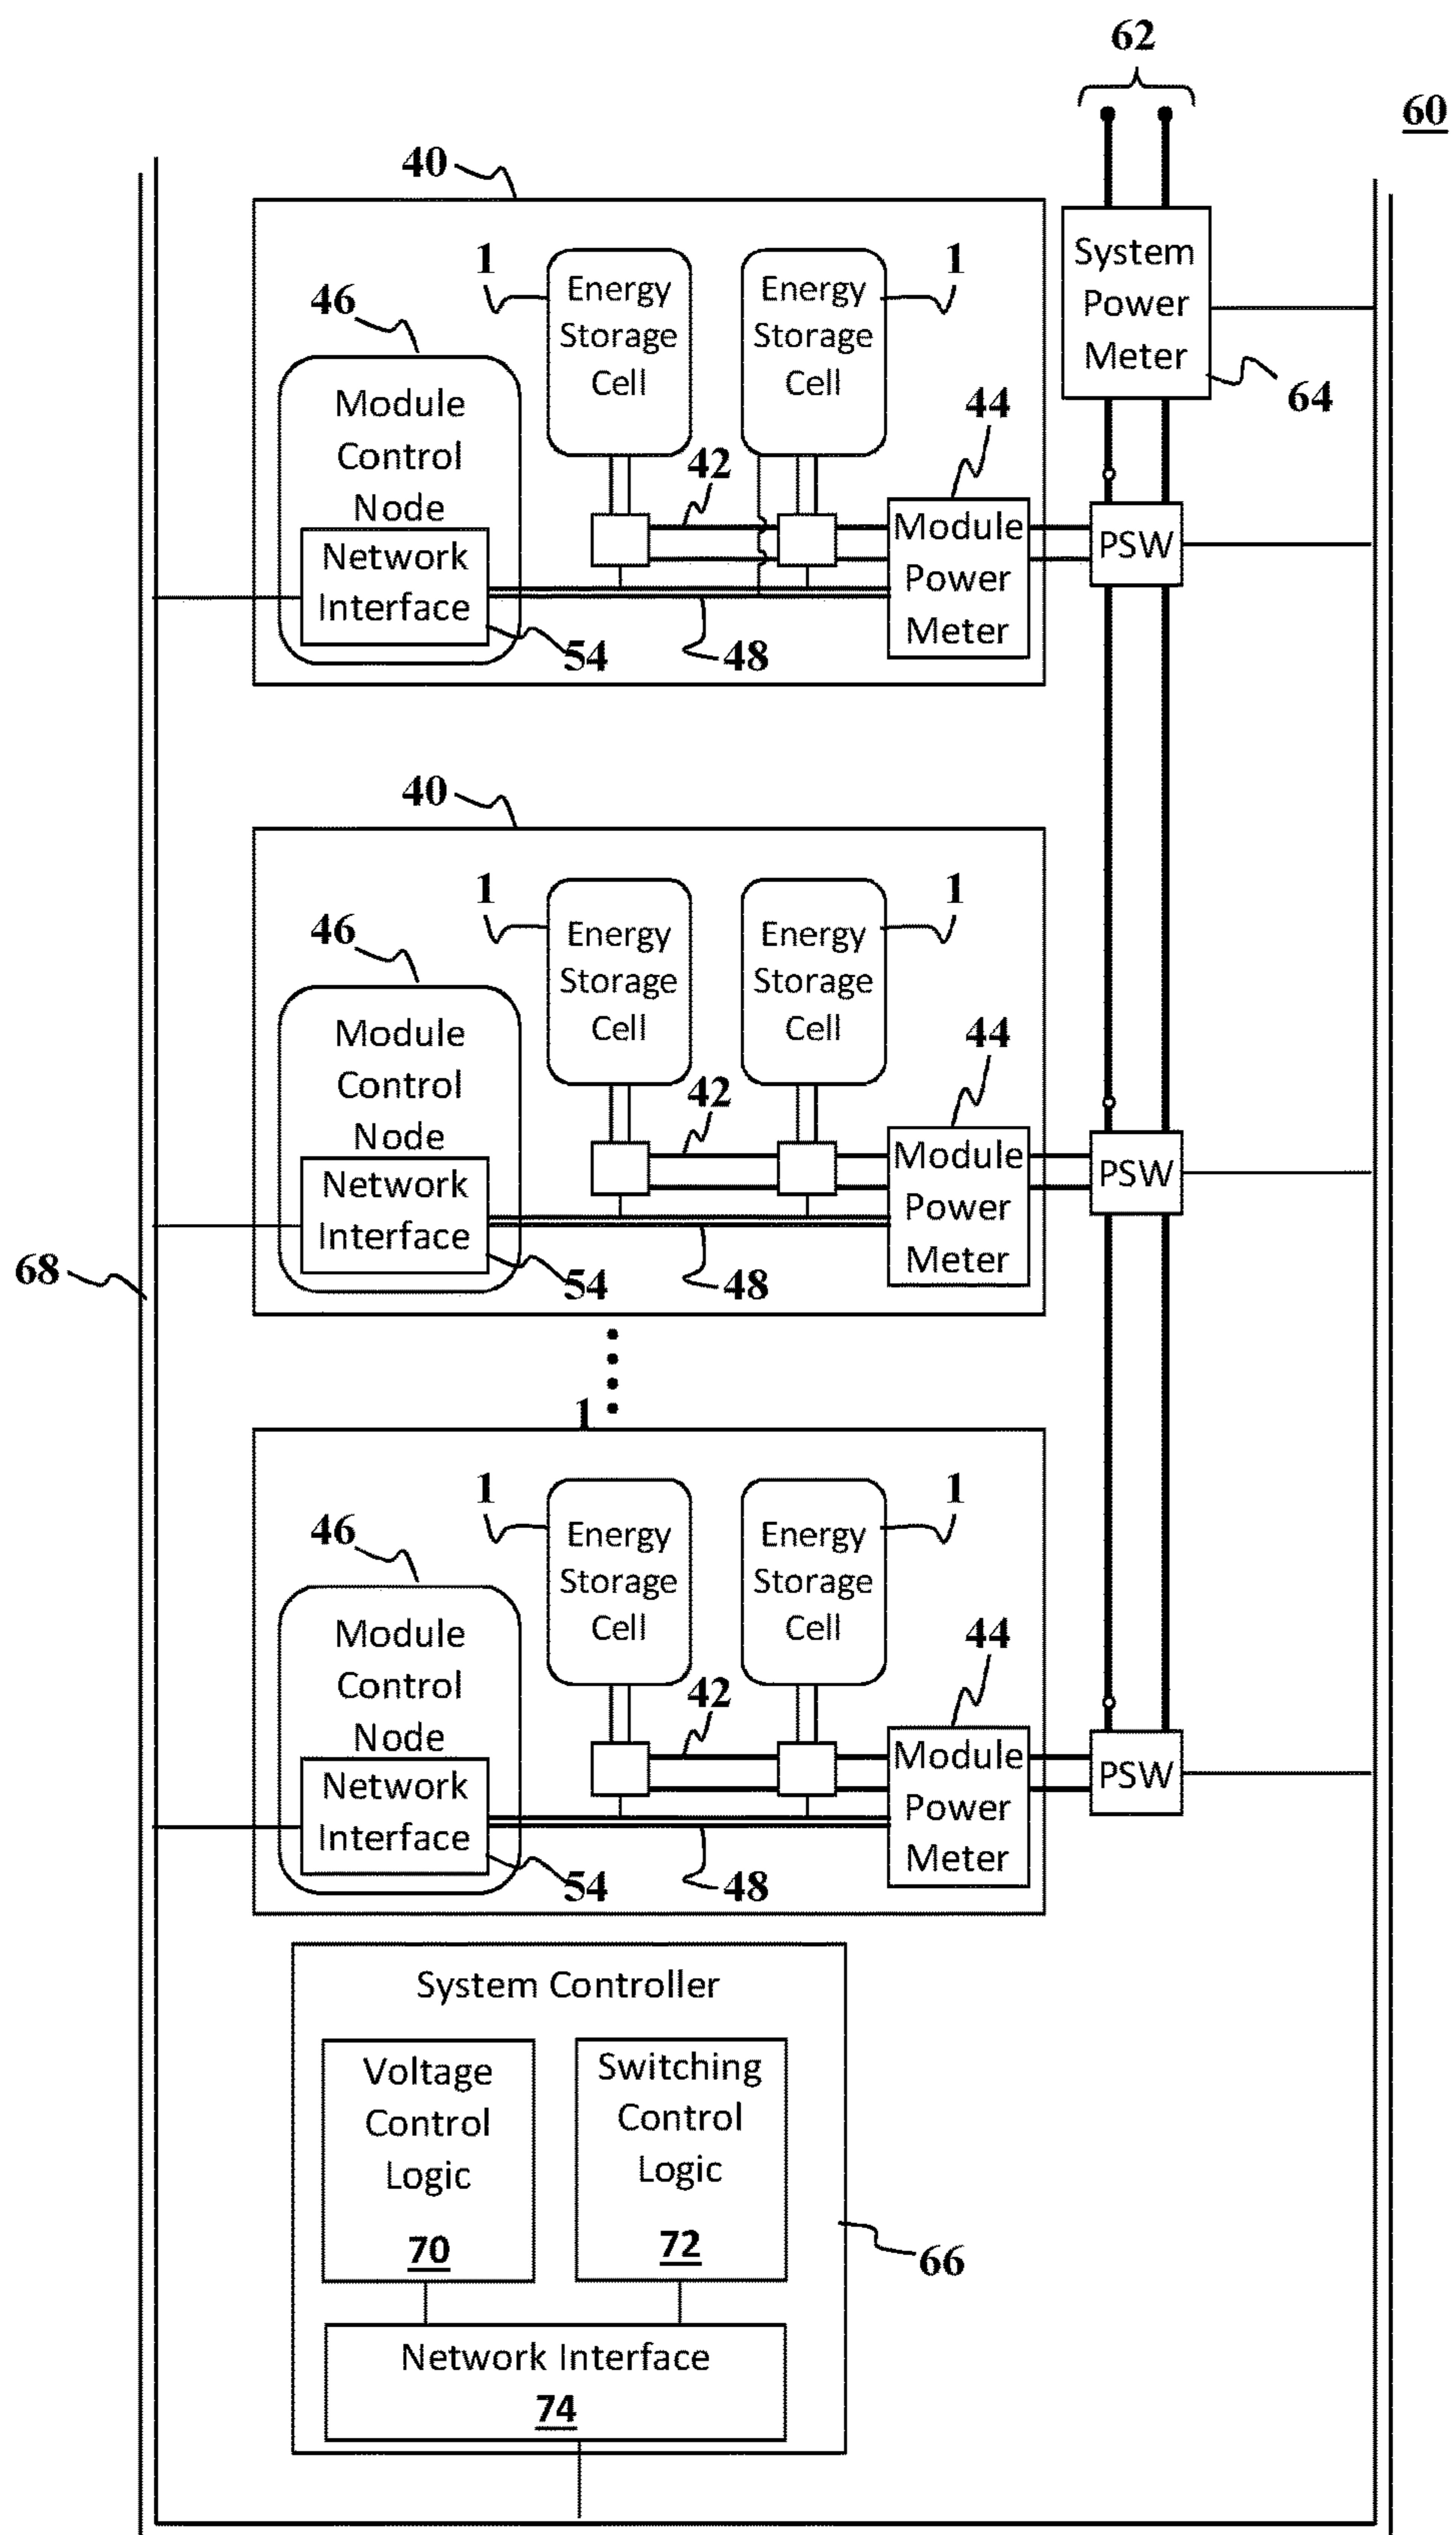 62
60
40
1
1
46
Energy
Storage
Cell
Energy
Storage
Cell
System
Power
Meter
64
Module
Control
Node
44
42
Network
Interface
Module
Power
Meter
PSW
54
48
40
1
1
46
Energy
Storage
Cell
Energy
Storage
Cell
Module
Control
Node
44
42
Network
Interface
Module
Power
Meter
PSW
68
54
48
1
1
1
46
Energy
Storage
Cell
Energy
Storage
Cell
Module
Control
Node
44
42
Network
Interface
Module
Power
Meter
PSW
54
48
System Controller
Voltage
Control
Logic
70
Switching
Control
Logic
72
66
Network Interface
74